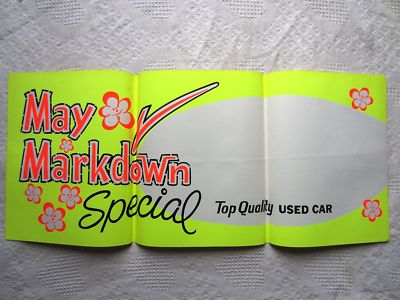 May
Markdown
Special
Top Quality USED CAR